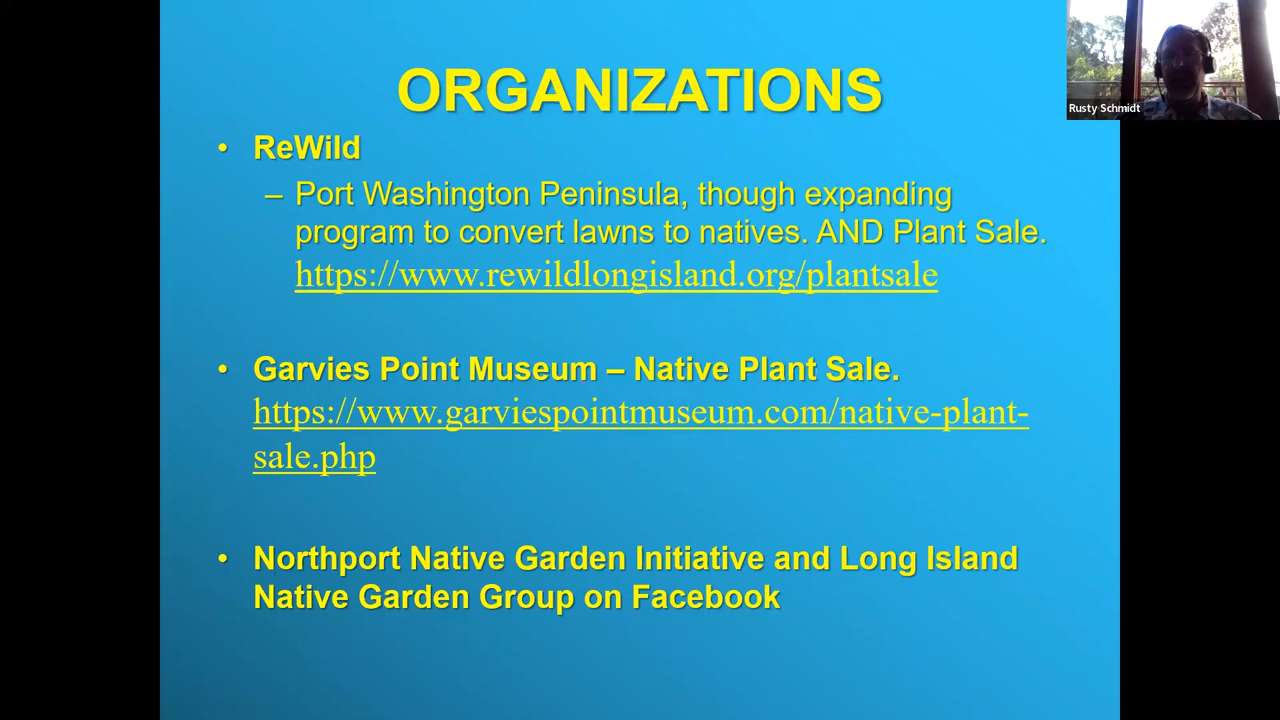 ORGANIZATIONS
• ReWild
– Port Washington Peninsula, though expanding
program to convert lawns to natives. AND Plant Sale.
https://www.rewildlongisland.org/plantsale
• Garvies Point Museum – Native Plant Sale.
https://www.garviespointmuseum.com/native-plant-
sale.php
• Northport Native Garden Initiative and Long Island
Native Garden Group on Facebook
Rusty Schmidt